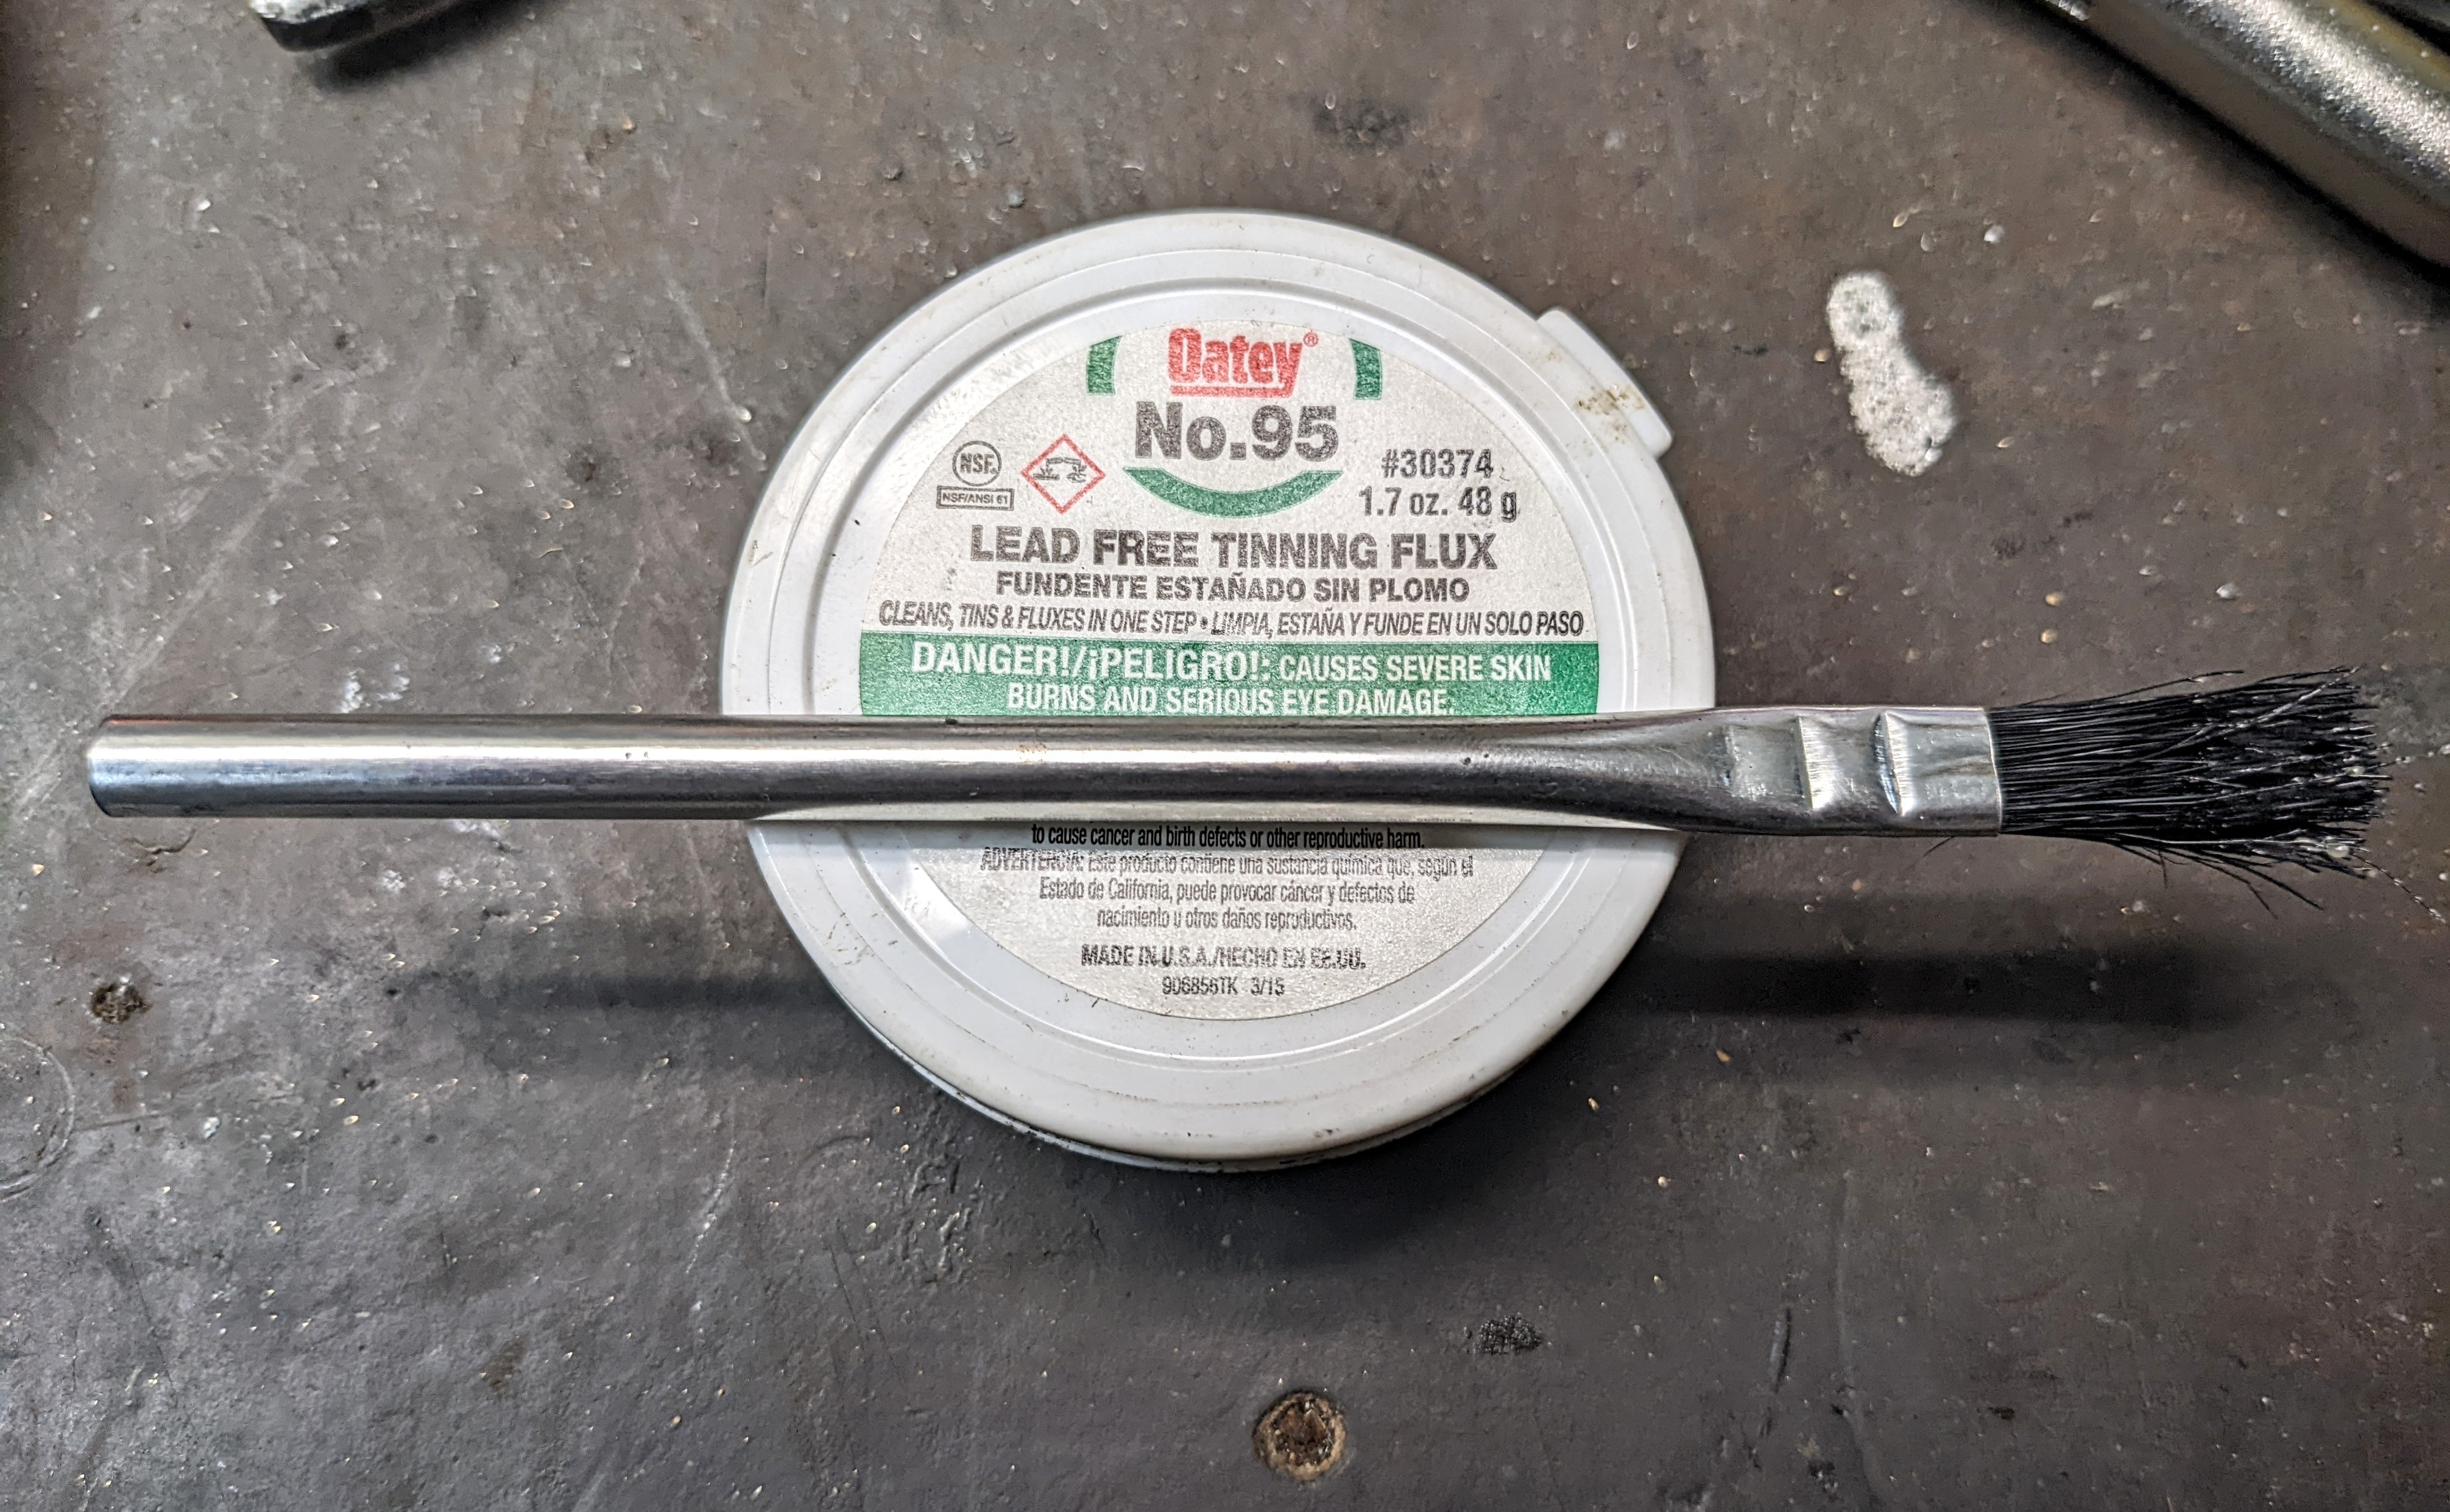 Oatey®
No.95
NSF.
NSF/ANSI 61
#30374
1.7 oz. 48 g
LEAD FREE TINNING FLUX
FUNDENTE ESTAÑADO SIN PLOMO
CLEANS, TINS & FLUXES IN ONE STEP • LIMPIA, ESTAÑA Y FUNDE EN UN SOLO PASO
DANGER!/¡PELIGRO!: CAUSES SEVERE SKIN
BURNS AND SERIOUS EYE DAMAGE.
to cause cancer and birth defects or other reproductive harm.
ADVERTENCIA: Este producto contiene una sustancia química que, según el
Estado de California, puede provocar cáncer y defectos de
nacimiento u otros daños reproductivos.
MADE IN U.S.A./HECHO EN EE.UU.
906856TK 3/15